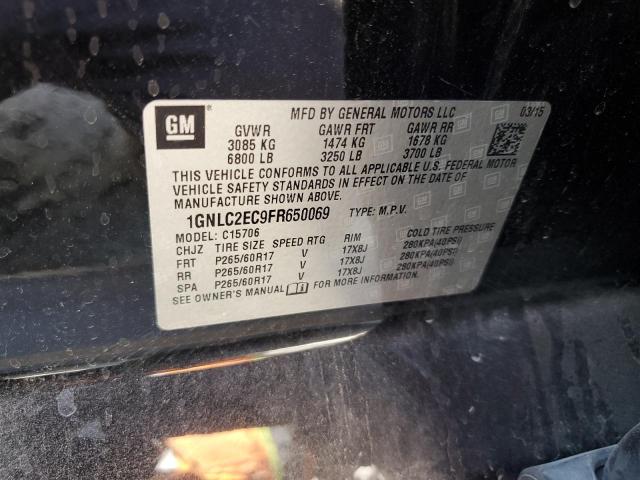 GM
MFD BY GENERAL MOTORS LLC 03/15
GVWR GAWR FRT GAWR RR
3085 KG 1474 KG 1678 KG
6800 LB 3250 LB 3700 LB
THIS VEHICLE CONFORMS TO ALL APPLICABLE U.S. FEDERAL MOTOR
VEHICLE SAFETY STANDARDS IN EFFECT ON THE DATE OF
MANUFACTURE SHOWN ABOVE.
1GNLC2EC9FR650069 TYPE: M.P.V.
MODEL: C15706
CHJZ TIRE SIZE SPEED RTG RIM COLD TIRE PRESSURE
FRT P265/60R17 V 17X8J 280KPA(40PSI)
RR P265/60R17 V 17X8J 280KPA(40PSI)
SPA P265/60R17 V 17X8J 280KPA(40PSI)
SEE OWNER'S MANUAL FOR MORE INFORMATION.